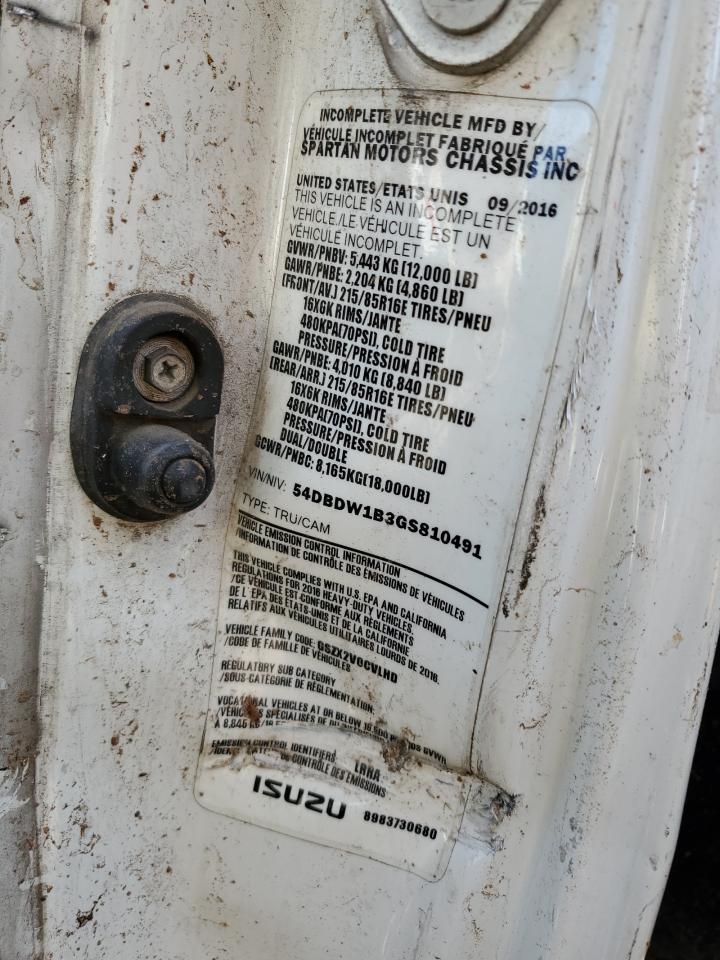 INCOMPLETE VEHICLE MFD BY/
VÉHICULE INCOMPLET FABRIQUÉ PAR
SPARTAN MOTORS CHASSIS INC
UNITED STATES/ETATS UNIS 09/2016
THIS VEHICLE IS AN INCOMPLETE
VEHICLE./LE VÉHICULE EST UN
VÉHICULE INCOMPLET.
GVWR/PNBV: 5,443 KG (12,000 LB)
GAWR/PNBE: 2,204 KG (4,860 LB)
(FRONT/AV.) 215/85R16E TIRES/PNEU
16X6K RIMS/JANTE
480KPA(70PSI), COLD TIRE
PRESSURE/PRESSION À FROID
GAWR/PNBE: 4,010 KG (8,840 LB)
(REAR/ARR.) 215/85R16E TIRES/PNEU
16X6K RIMS/JANTE
480KPA(70PSI), COLD TIRE
PRESSURE/PRESSION À FROID
DUAL/DOUBLE
GCWR/PNBC: 8,165KG(18,000LB)
VIN/NIV: 54DBDW1B3GS810491
TYPE: TRU/CAM
VEHICLE EMISSION CONTROL INFORMATION
/INFORMATION DE CONTRÔLE DES ÉMISSIONS DE VÉHICULES
THIS VEHICLE COMPLIES WITH U.S. EPA AND CALIFORNIA
REGULATIONS FOR 2016 HEAVY-DUTY VEHICLES.
/CE VÉHICULE EST CONFORME AUX RÈGLEMENTS
DE L'ÉPA DES ÉTATS-UNIS ET DE LA CALIFORNIE
RELATIFS AUX VÉHICULES UTILITAIRES LOUROS DE 2016.
VEHICLE FAMILY CODE: GSZX2VOCVLHD
/CODE DE FAMILLE DE VÉHICULES
REGULATORY SUB CATEGORY
/SOUS-CATÉGORIE DE RÉGLEMENTATION:
VOCATIONAL VEHICLES AT OR BELOW GVWR
SPÉCIALISÉS
EMISSION CONTROL IDENTIFIERS LRRA
DE CONTRÔLE DES ÉMISSIONS
ISUZU 8983730680